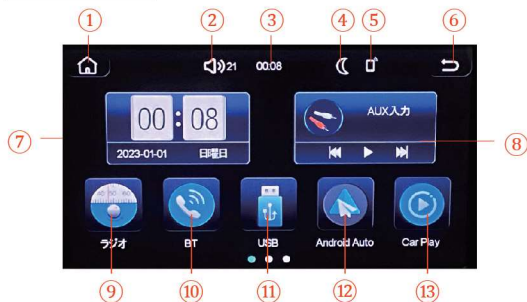 ① ② ③ ④ ⑤ ⑥
21 00:08
00:08
AUX入力
2023-01-01 日曜日
⑦ ⑧
ラジオ BT USB Android Auto Car Play
⑨ ⑩ ⑪ ⑫ ⑬